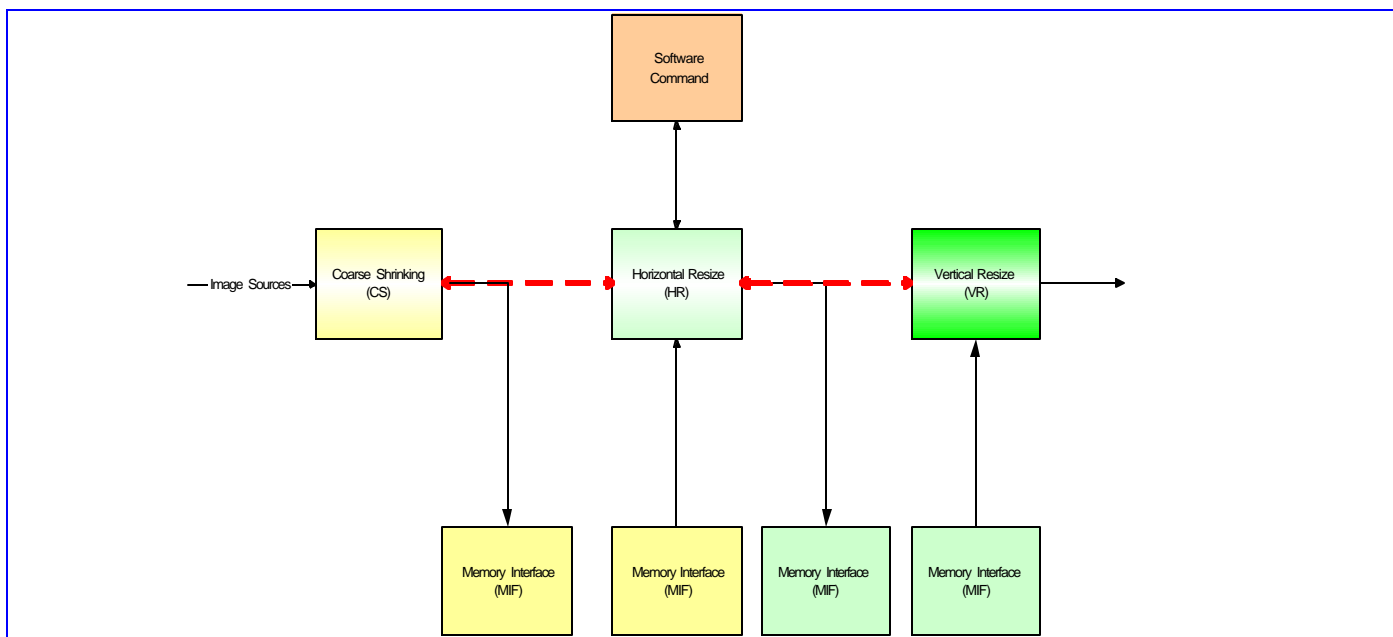 Software
Command
Image Sources
Coarse Shrinking
(CS)
Horizontal Resize
(HR)
Vertical Resize
(VR)
Memory Interface
(MIF)
Memory Interface
(MIF)
Memory Interface
(MIF)
Memory Interface
(MIF)